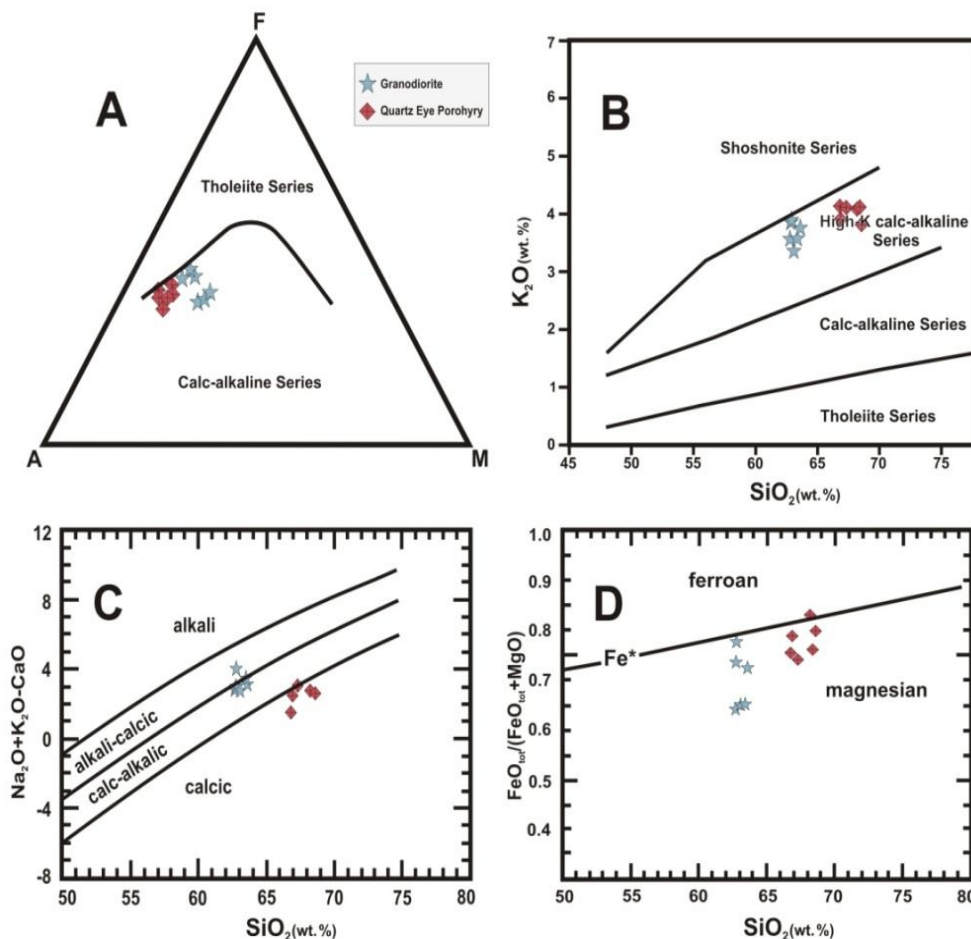 F
A
Granodiorite
Quartz Eye Porohyry
Tholeiite Series
Calc-alkaline Series
A
M
7
6
5
4
3
2
1
0
K₂O(wt.%)
B
Shoshonite Series
High-K calc-alkaline
Series
Calc-alkaline Series
Tholeiite Series
45
50
55
60
65
70
75
SiO₂(wt.%)
12
8
4
0
-4
-8
Na₂O+K₂O-CaO
C
alkali
alkali-calcic
calc-alkalic
calcic
50
55
60
65
70
75
80
SiO₂(wt.%)
1.0
0.9
0.8
0.7
0.6
0.5
0.4
FeOtot/(FeOtot+MgO)
ferroan
D
Fe*
magnesian
50
55
60
65
70
75
80
SiO₂(wt.%)